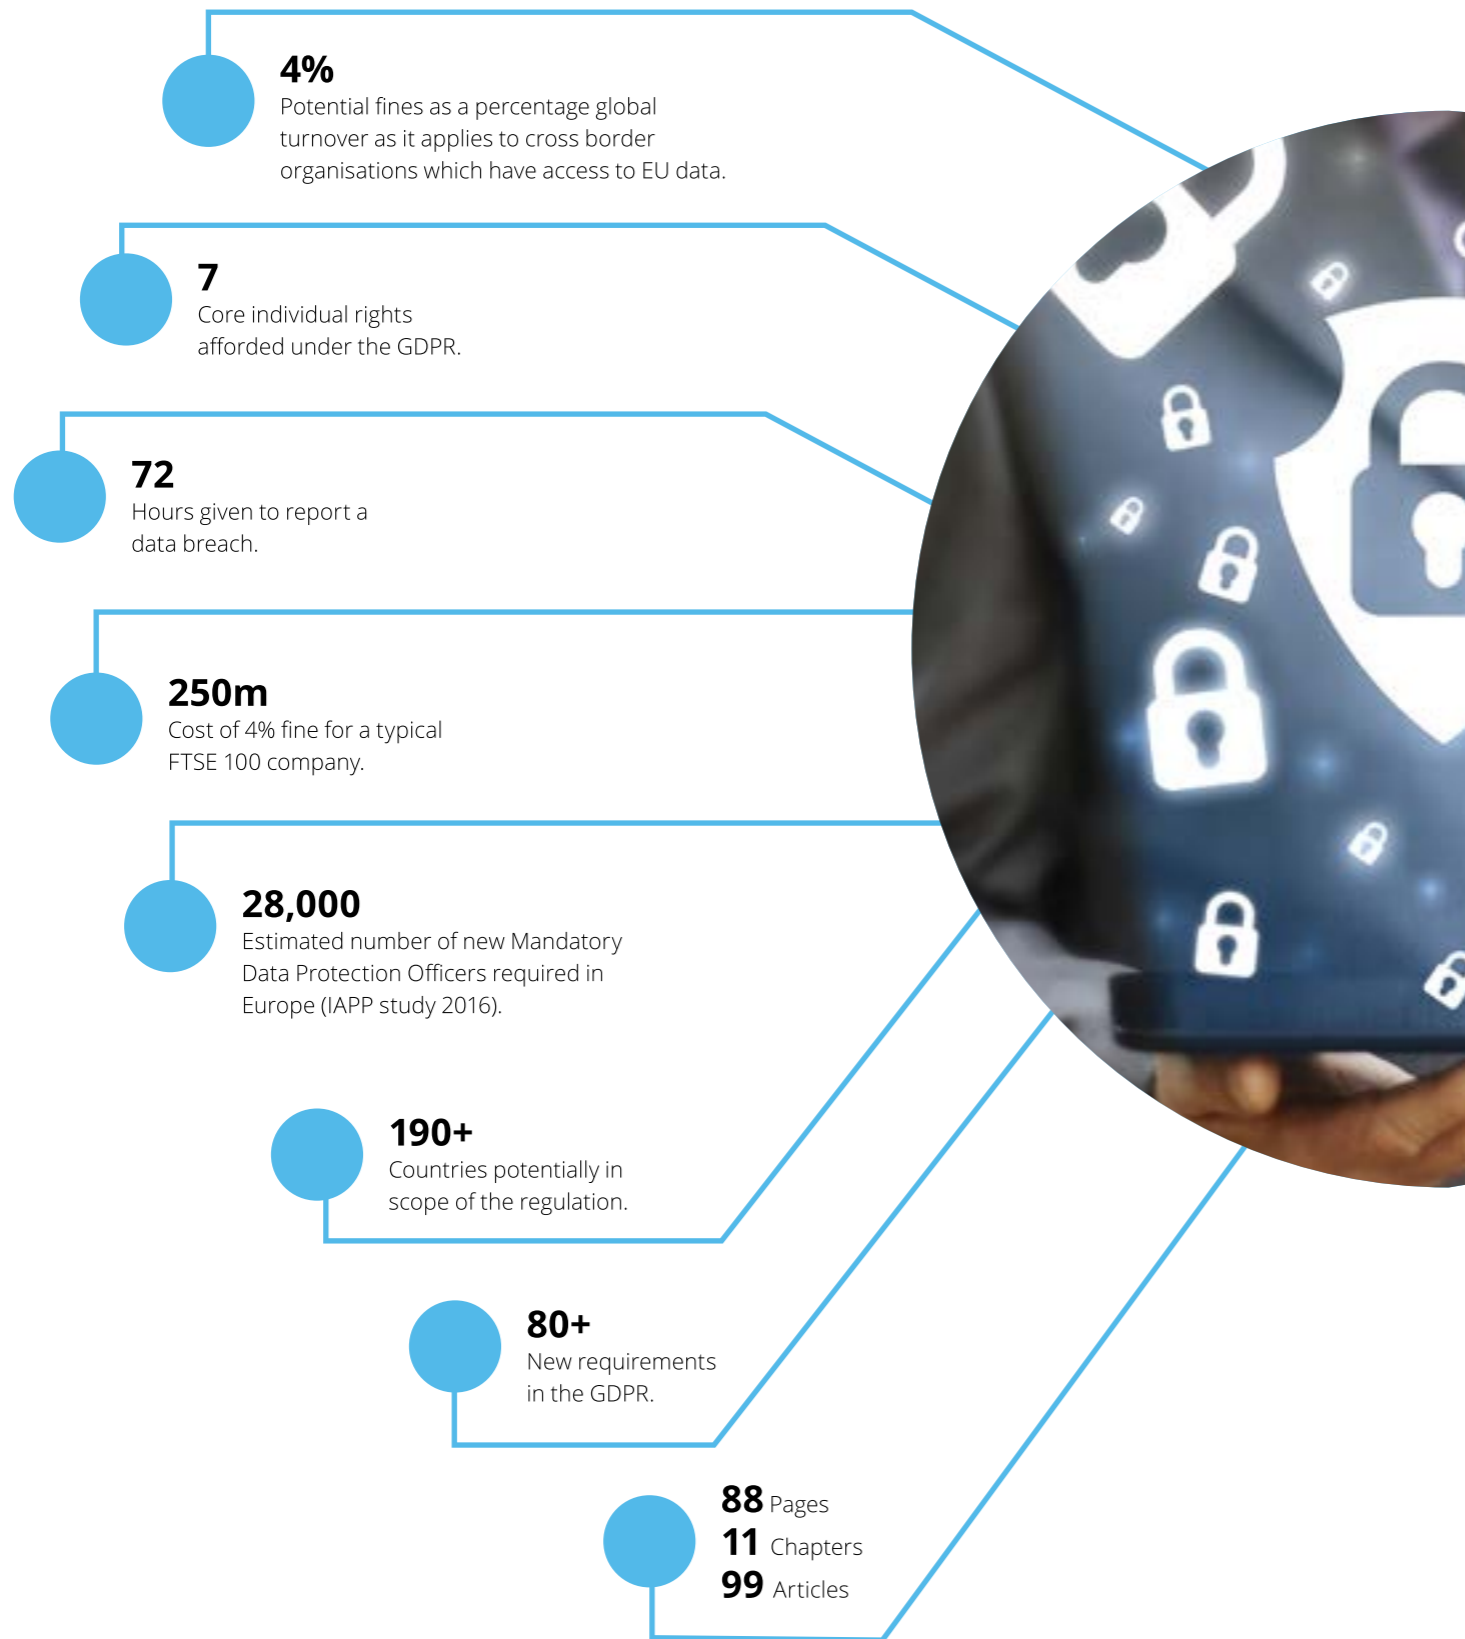 4%
Potential fines as a percentage global
turnover as it applies to cross border
organisations which have access to EU data.
7
Core individual rights
afforded under the GDPR.
72
Hours given to report a
data breach.
250m
Cost of 4% fine for a typical
FTSE 100 company.
28,000
Estimated number of new Mandatory
Data Protection Officers required in
Europe (IAPP study 2016).
190+
Countries potentially in
scope of the regulation.
80+
New requirements
in the GDPR.
88 Pages
11 Chapters
99 Articles